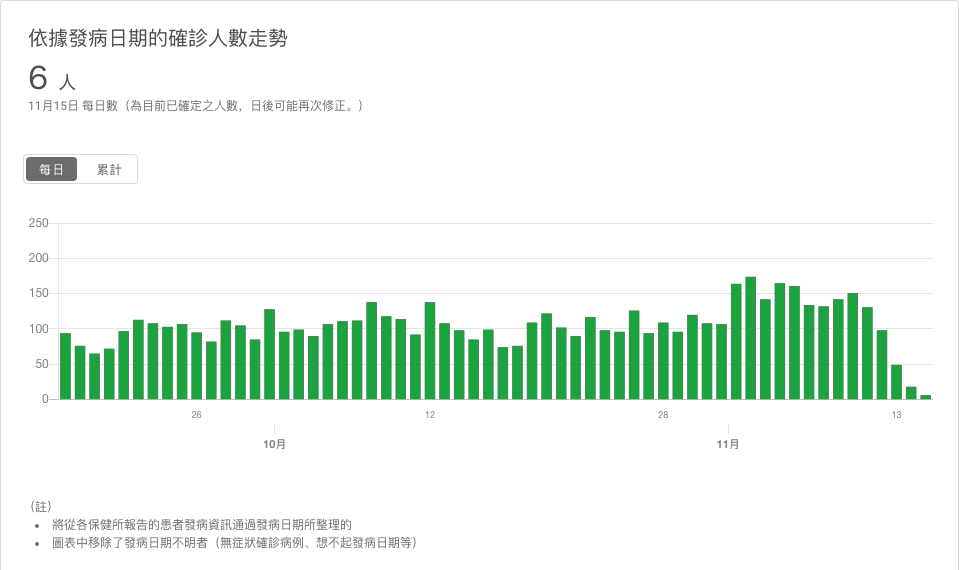 依據發病日期的確診人數走勢
6 人
11月15日 每日數（為目前已確定之人數，日後可能再次修正。）
每日 累計
250
200
150
100
50
0
26 12 28 13
10月 11月
（註）
• 將從各保健所報告的患者發病資訊通過發病日期所整理的
• 圖表中移除了發病日期不明者（無症狀確診病例、想不起發病日期等）